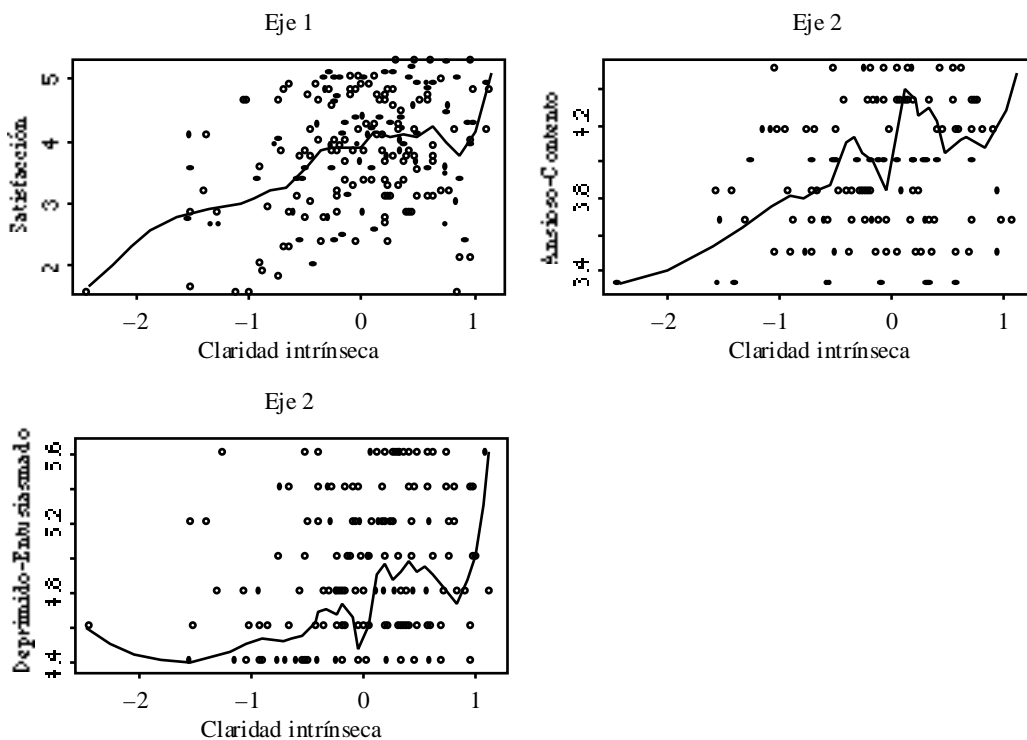 Eje 1
Satisfacción
5
4
3
2
−2 −1 0 1
Claridad intrínseca
Eje 2
Ansioso-Contento
4.2
3.8
3.4
−2 −1 0 1
Claridad intrínseca
Eje 2
Deprimido-Entusiasmado
5.6
5.2
4.8
4.4
−2 −1 0 1
Claridad intrínseca